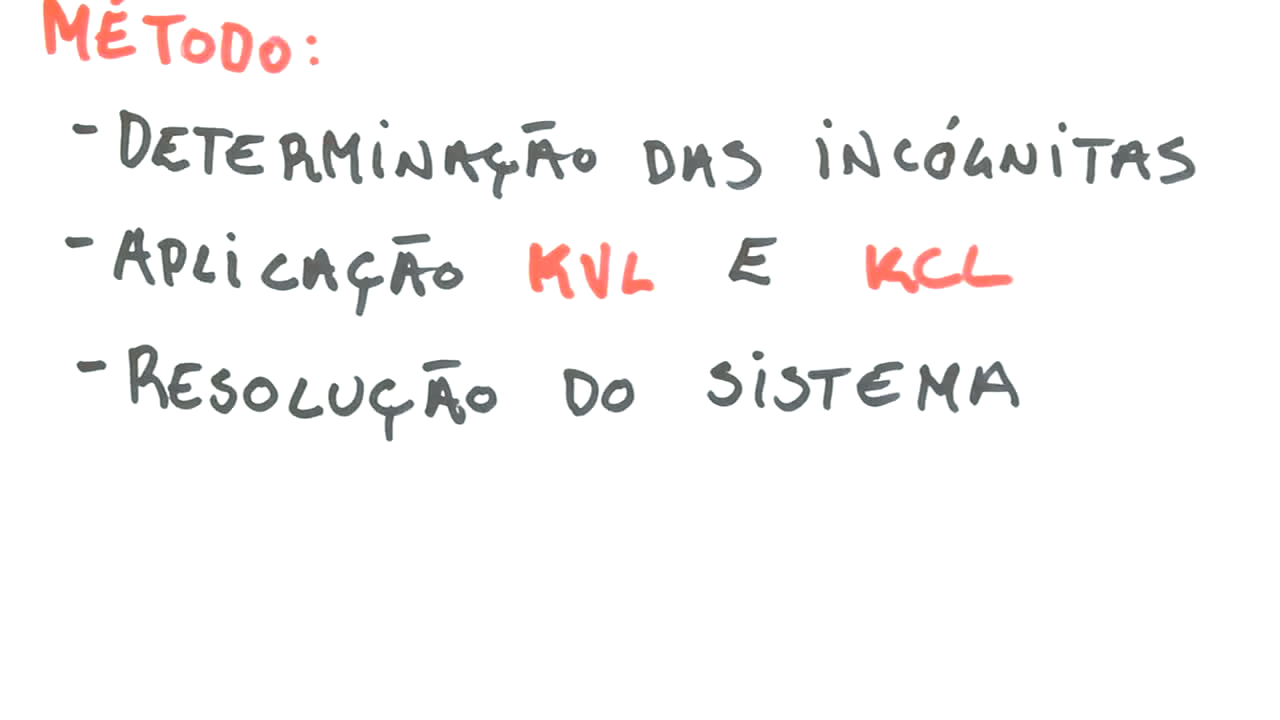 MÉTODO:
- DETERMINAÇÃO DAS INCÓGNITAS
- APLICAÇÃO KVL E KCL
- RESOLUÇÃO DO SISTEMA